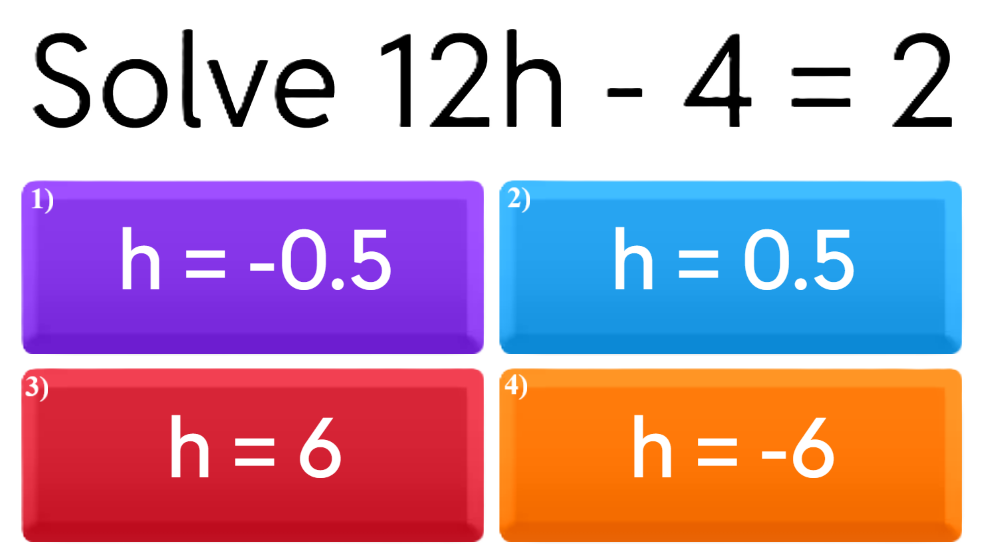 Solve 12h - 4 = 2
1)
h = -0.5
2)
h = 0.5
3)
h = 6
4)
h = -6